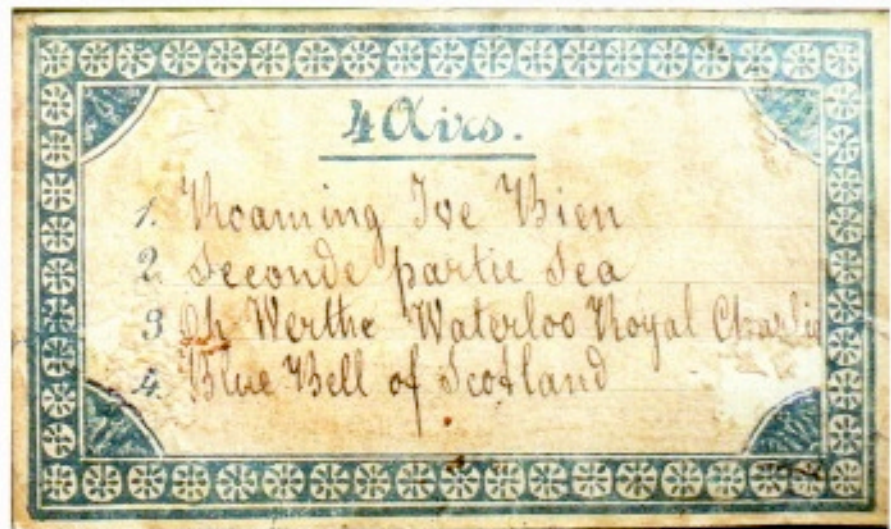 4 Airs.
1. Roaming Ive Bien
2. Seconde partie Sea
3 Oh Werthe Waterloo Royal Charlie
4. Blue Bell of Scotland